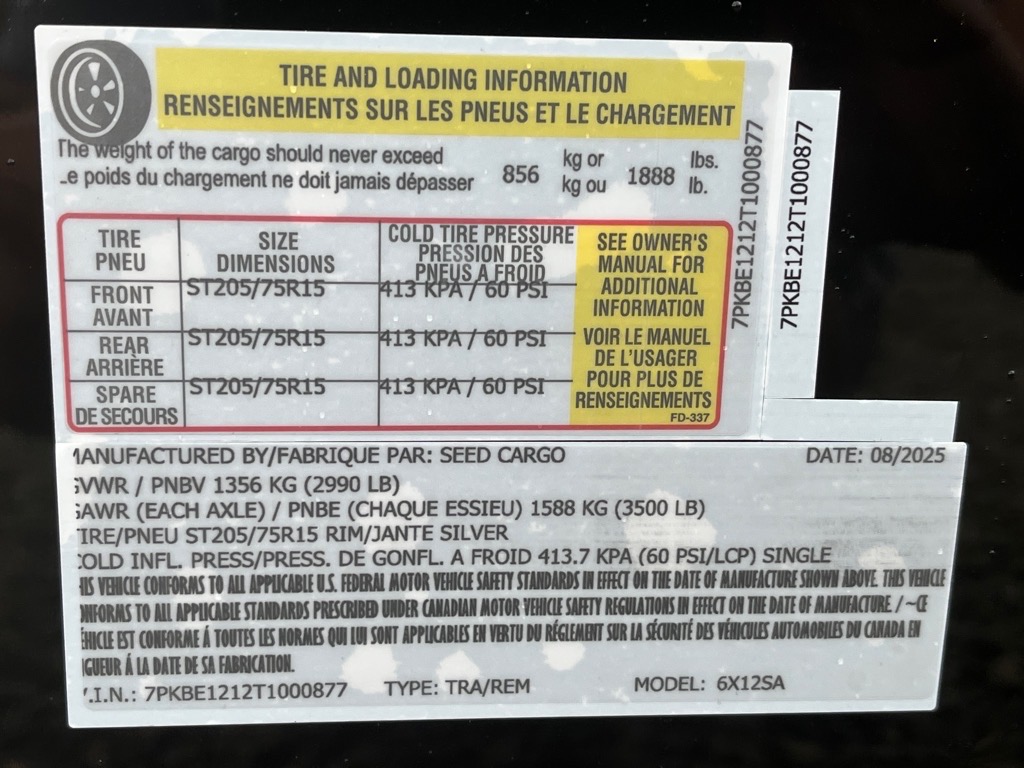 TIRE AND LOADING INFORMATION
RENSEIGNEMENTS SUR LES PNEUS ET LE CHARGEMENT
The weight of the cargo should never exceed 856 kg or 1888 lbs.
Le poids du chargement ne doit jamais dépasser kg ou lb.
TIRE SIZE COLD TIRE PRESSURE
PNEU DIMENSIONS PRESSION DES
PNEUS A FROID
FRONT ST205/75R15 413 KPA / 60 PSI
AVANT
REAR ST205/75R15 413 KPA / 60 PSI
ARRIÈRE
SPARE ST205/75R15 413 KPA / 60 PSI
DE SECOURS
SEE OWNER'S
MANUAL FOR
ADDITIONAL
INFORMATION
VOIR LE MANUEL
DE L'USAGER
POUR PLUS DE
RENSEIGNEMENTS
FD-337
7PKBE1212T1000877
7PKBE1212T1000877
MANUFACTURED BY/FABRIQUE PAR: SEED CARGO DATE: 08/2025
GVWR / PNBV 1356 KG (2990 LB)
GAWR (EACH AXLE) / PNBE (CHAQUE ESSIEU) 1588 KG (3500 LB)
TIRE/PNEU ST205/75R15 RIM/JANTE SILVER
COLD INFL. PRESS/PRESS. DE GONFL. A FROID 413.7 KPA (60 PSI/LCP) SINGLE
HIS VEHICLE CONFORMS TO ALL APPLICABLE U.S. FEDERAL MOTOR VEHICLE SAFETY STANDARDS IN EFFECT ON THE DATE OF MANUFACTURE SHOWN ABOVE. THIS VEHICLE
ONFORMS TO ALL APPLICABLE STANDARDS PRESCRIBED UNDER CANADIAN MOTOR VEHICLE SAFETY REGULATIONS IN EFFECT ON THE DATE OF MANUFACTURE. / ~CE
ÉHICLE EST CONFORME Á TOUTES LES NORMES QUI LUI SONT APPLICABLES EN VERTU DU RÉGLEMENT SUR LA SÉCURITÉ DES VÉHICULES AUTOMOBILES DU CANADA EN
IGUEUR Á LA DATE DE SA FABRICATION.
V.I.N.: 7PKBE1212T1000877 TYPE: TRA/REM MODEL: 6X12SA